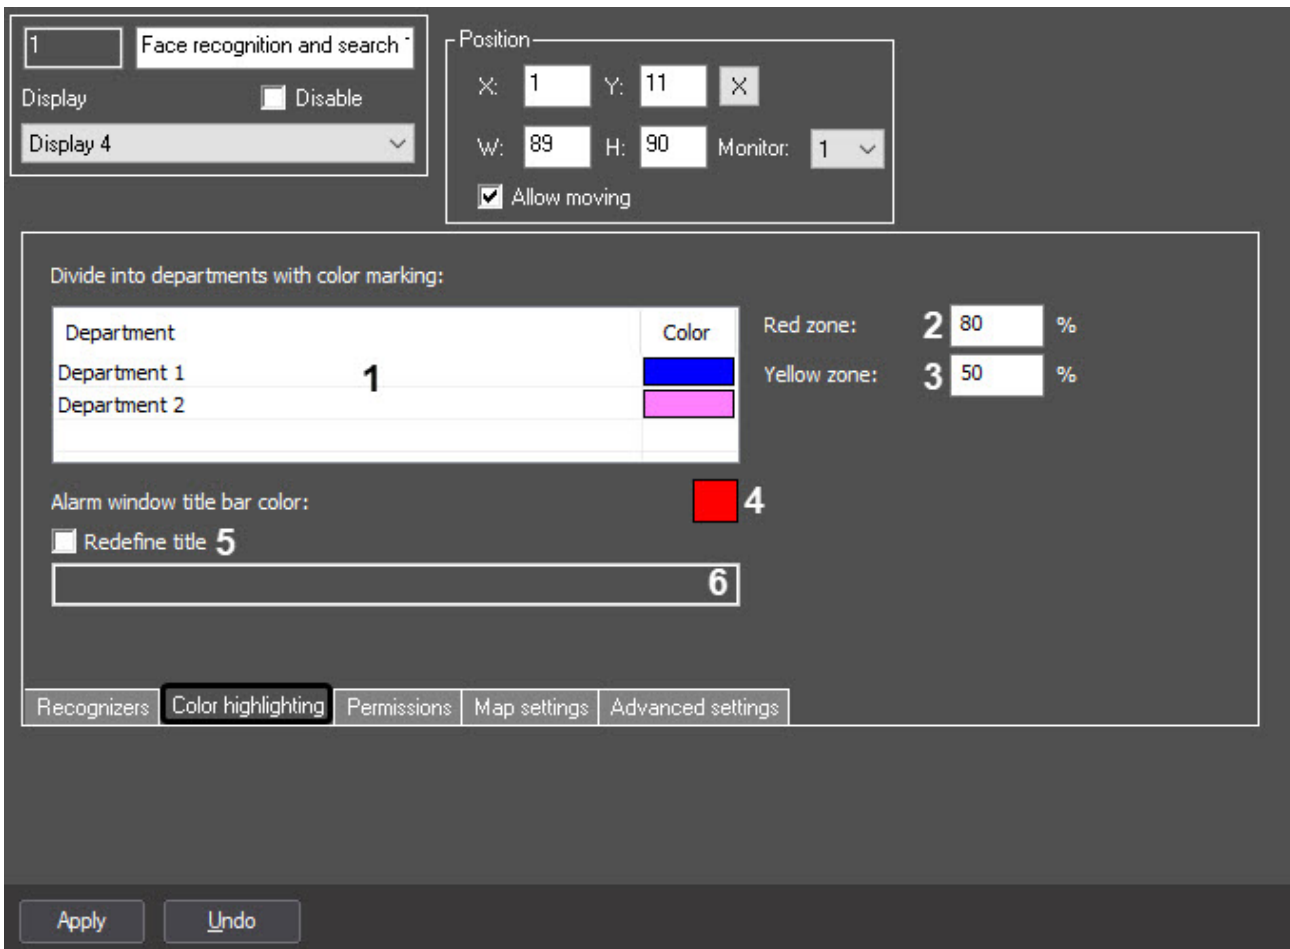 1 Face recognition and search
Display Disable
Display 4
Position
X: 1 Y: 11 X
W: 89 H: 90 Monitor: 1
Allow moving
Divide into departments with color marking:
Department Color
Department 1
Department 2
1
Red zone: 2 80 %
Yellow zone: 3 50 %
Alarm window title bar color: 4
Redefine title 5
6
Recognizers Color highlighting Permissions Map settings Advanced settings
Apply Undo